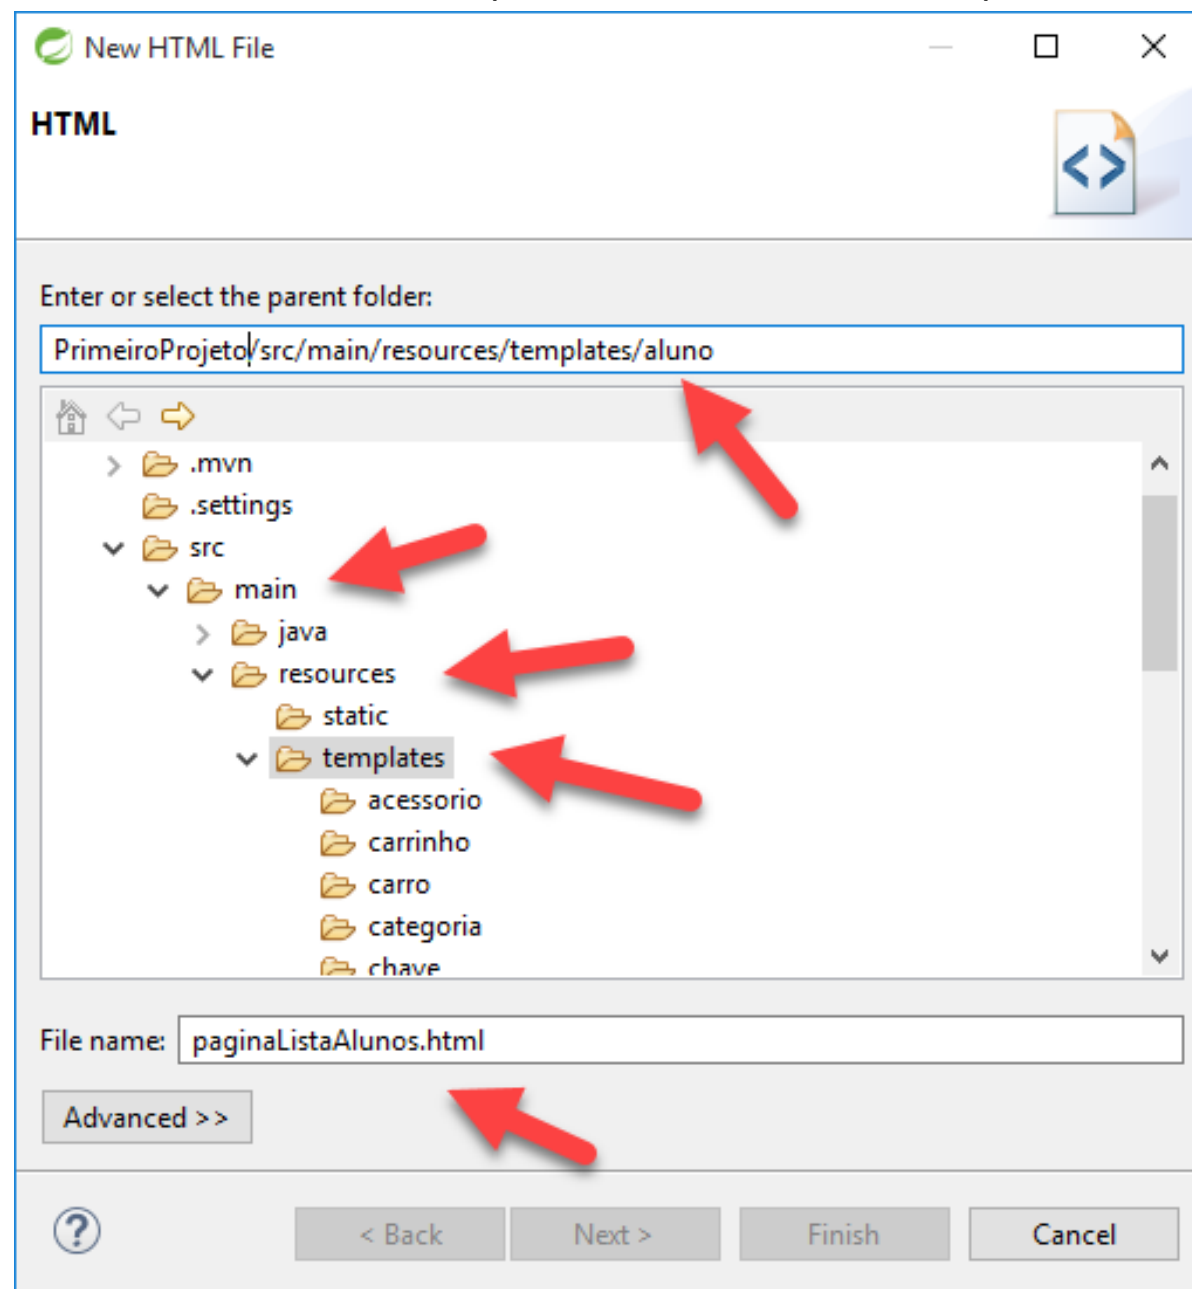 New HTML File
HTML
Enter or select the parent folder:
PrimeiroProjeto/src/main/resources/templates/aluno
.mvn
.settings
src
main
java
resources
static
templates
acessorio
carrinho
carro
categoria
chave
File name: paginaListaAlunos.html
Advanced >>
? < Back Next > Finish Cancel